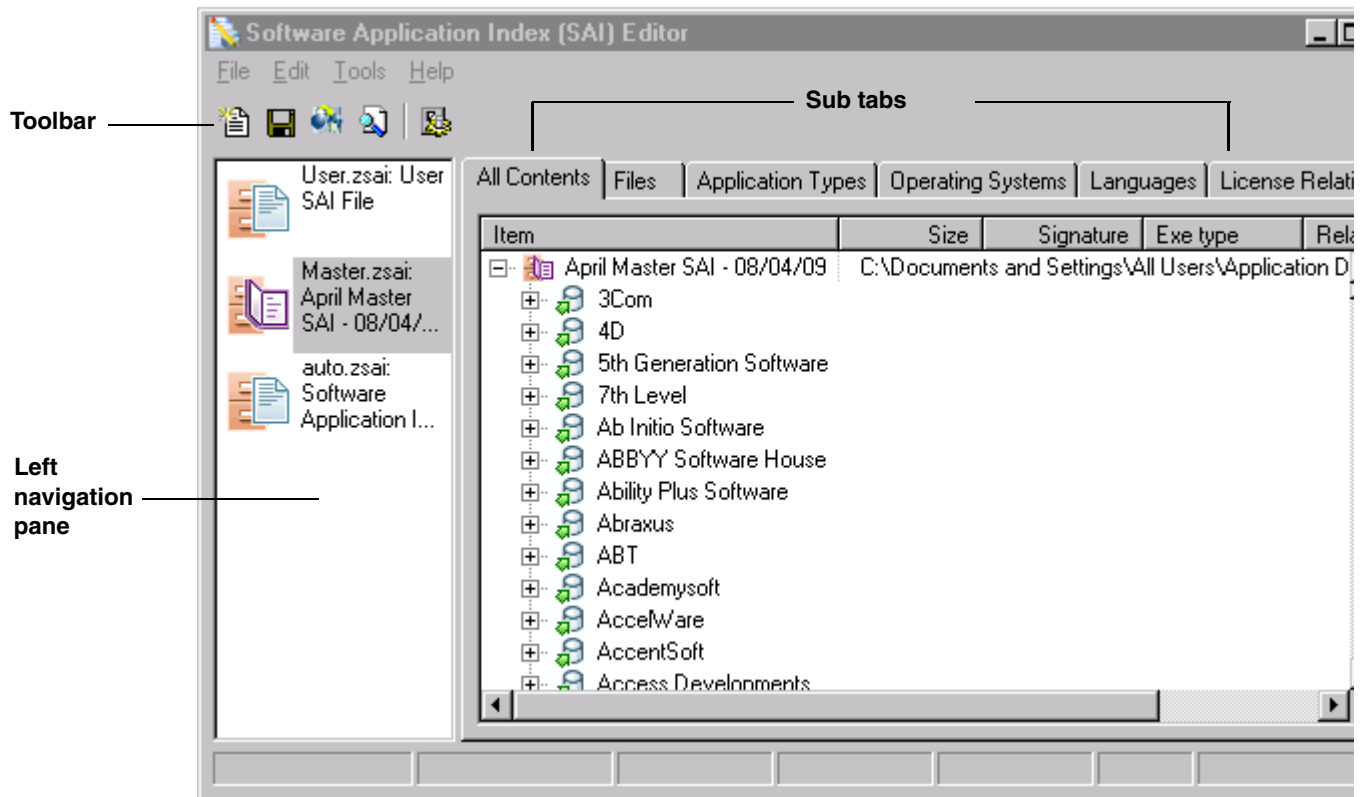 Software Application Index (SAI) Editor
File Edit Tools Help
Sub tabs
Toolbar
User.zsai: User
SAI File
Master.zsai:
April Master
SAI - 08/04/...
auto.zsai:
Software
Application I...
Left
navigation
pane
All Contents Files Application Types Operating Systems Languages License Relati
Item Size Signature Exe type Rela
April Master SAI - 08/04/09 C:\Documents and Settings\All Users\Application D
3Com
4D
5th Generation Software
7th Level
Ab Initio Software
ABBYY Software House
Ability Plus Software
Abraxus
ABT
Academysoft
AccelWare
AccentSoft
Access Developments